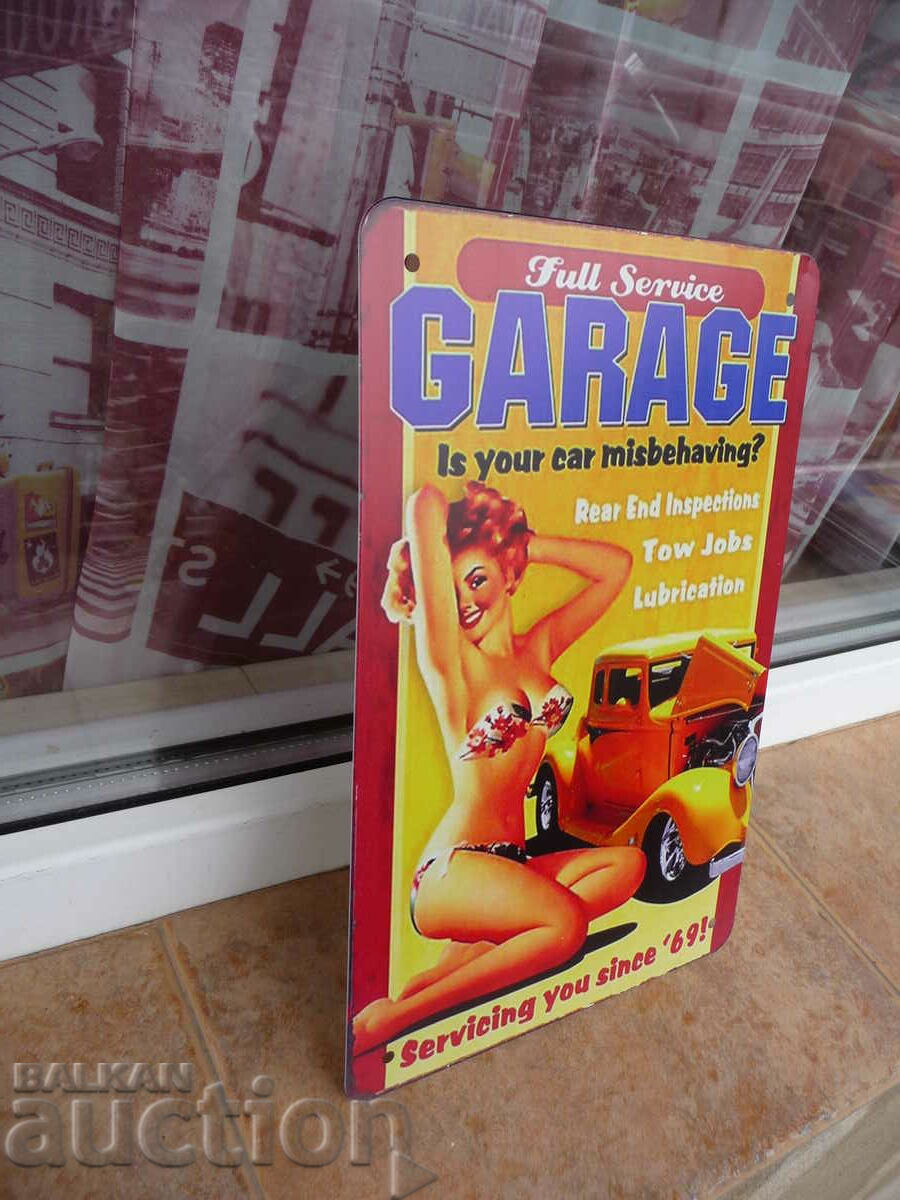 Full Service
GARAGE
Is your car misbehaving?
Rear End Inspections
Tow Jobs
Lubrication
Servicing you since '69!
BALKAN
auction